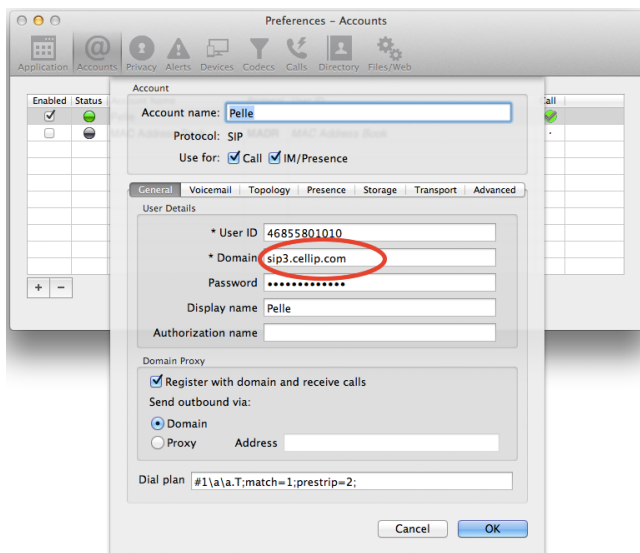 Preferences – Accounts
Application Accounts Privacy Alerts Devices Codecs Calls Directory Files/Web
Account
Enabled Status Call
Account name: Pelle
Protocol: SIP
Use for: Call IM/Presence
General Voicemail Topology Presence Storage Transport Advanced
User Details
* User ID 46855801010
* Domain sip3.cellip.com
Password •••••••••••••
Display name Pelle
Authorization name
+ −
Domain Proxy
Register with domain and receive calls
Send outbound via:
Domain
Proxy Address
Dial plan #1\a\a.T;match=1;prestrip=2;
Cancel OK